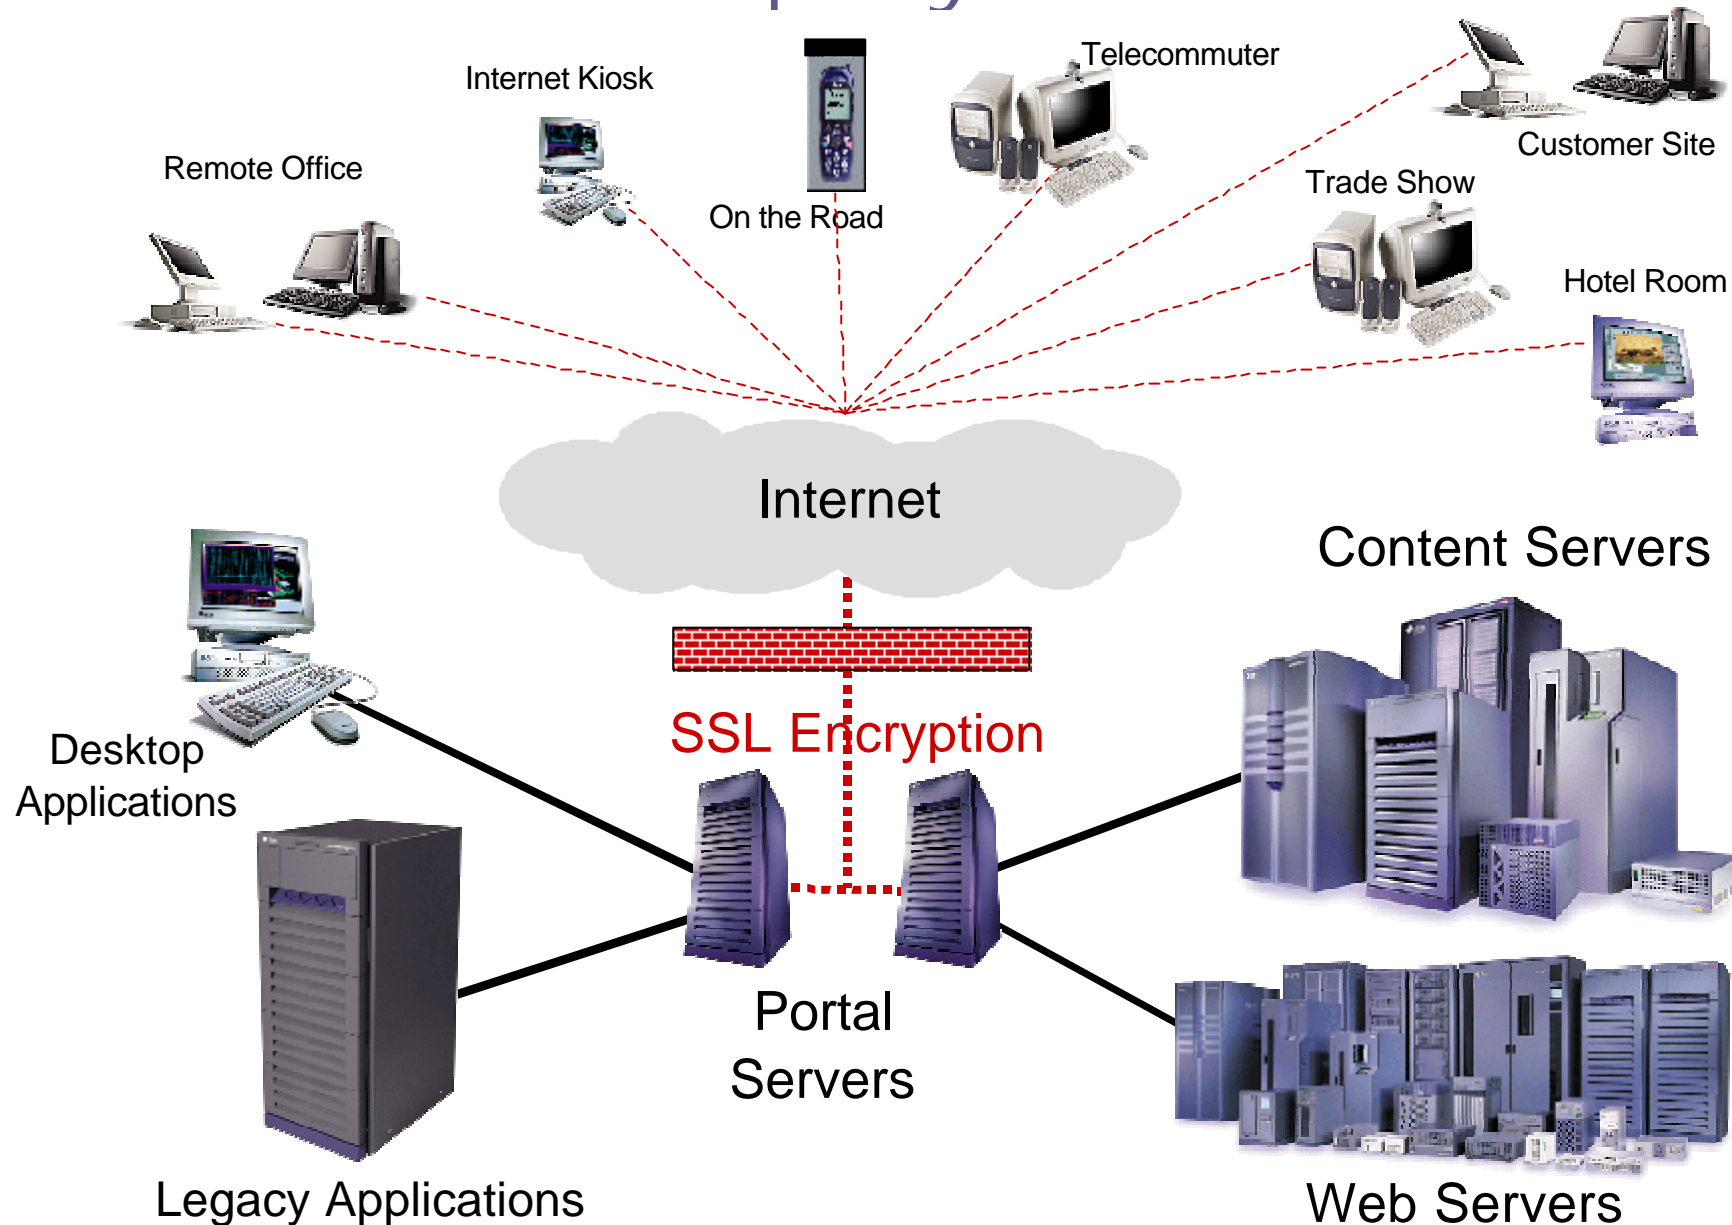 Telecommuter
Internet Kiosk
Customer Site
Remote Office
Trade Show
On the Road
Hotel Room
Internet
Content Servers
SSL Encryption
Desktop
Applications
Portal
Servers
Legacy Applications
Web Servers